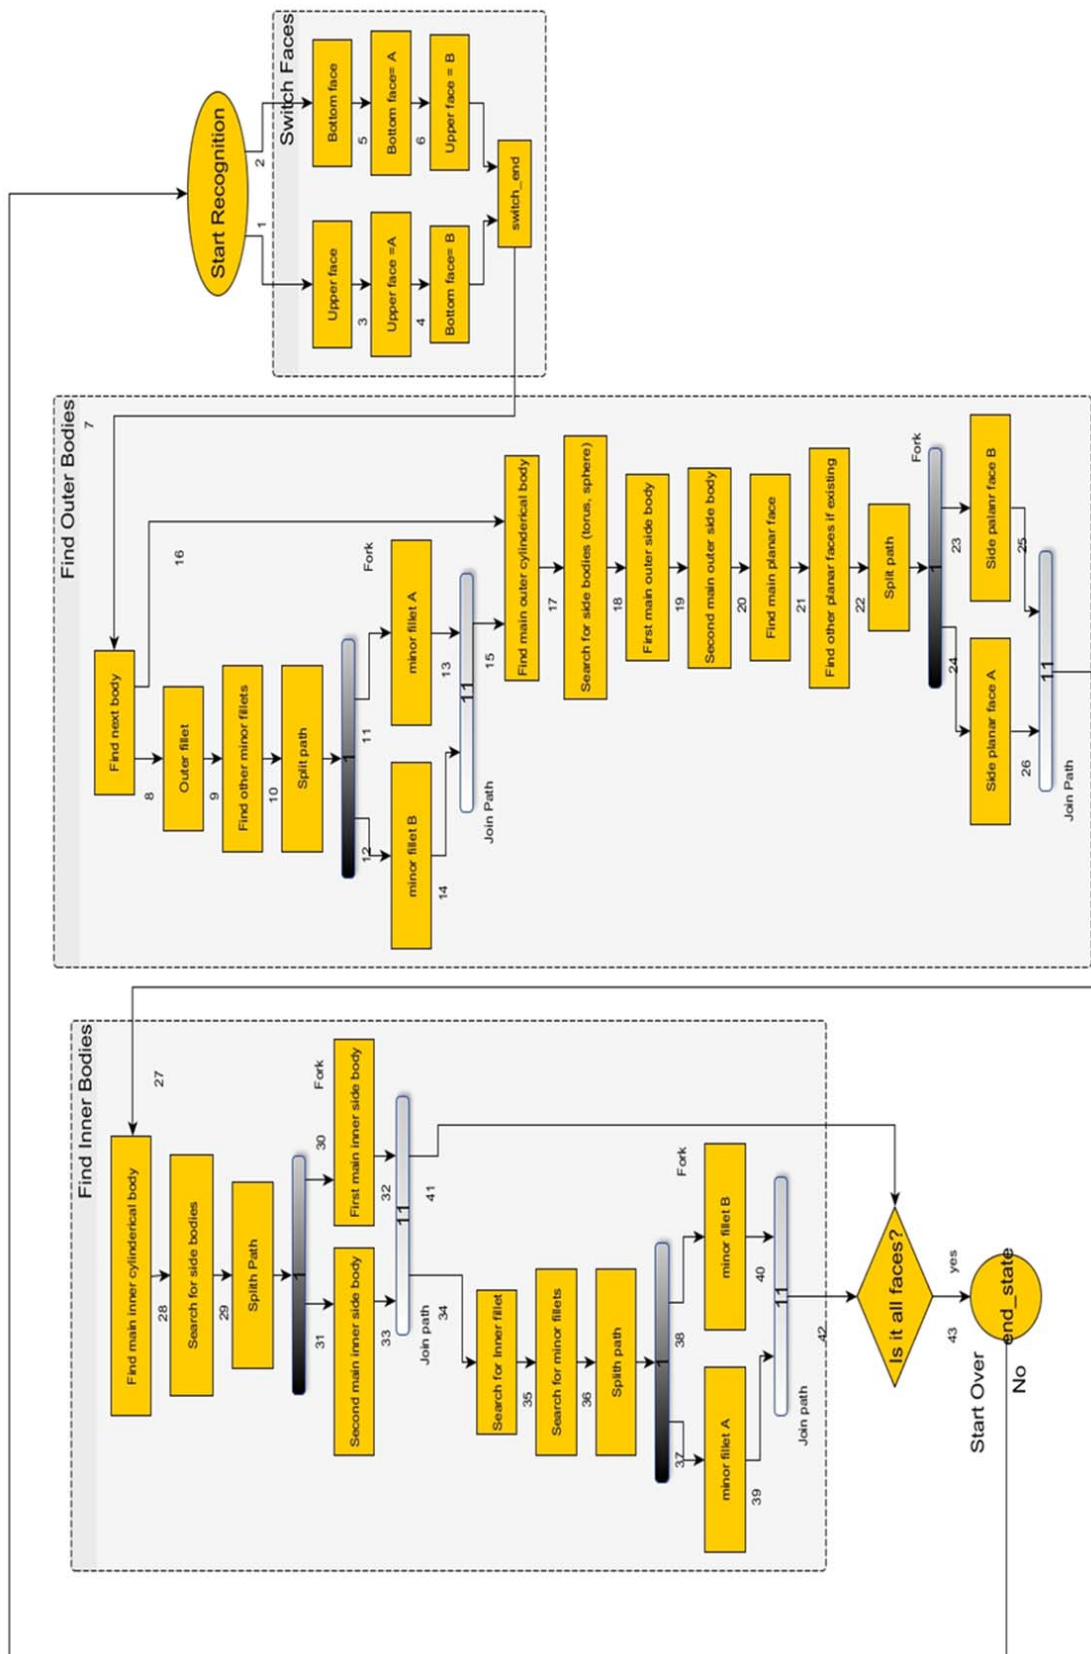 Start Recognition
1
2
Switch Faces
Upper face
3
Upper face =A
4
Bottom face= B
Bottom face
5
Bottom face= A
6
Upper face = B
switch_end
7
Find Outer Bodies
Find next body
8
Outer fillet
9
Find other minor fillets
10
Split path
1
Fork
11
12
minor fillet A
minor fillet B
13
14
11
Join Path
15
16
Find main outer cylinderical body
17
Search for side bodies (torus, sphere)
18
First main outer side body
19
Second main outer side body
20
Find main planar face
21
Find other planar faces if existing
22
Split path
1
Fork
23
24
Side palanr face B
Side planar face A
25
26
11
Join Path
27
Find Inner Bodies
Find main inner cylinderical body
28
Search for side bodies
29
Splith Path
1
Fork
30
31
First main inner side body
Second main inner side body
32
33
11
Join path
41
34
Search for Inner fillet
35
Search for minor fillets
36
Splith path
1
Fork
38
37
minor fillet B
minor fillet A
40
39
11
Join path
42
Is it all faces?
43
yes
end_state
Start Over
No